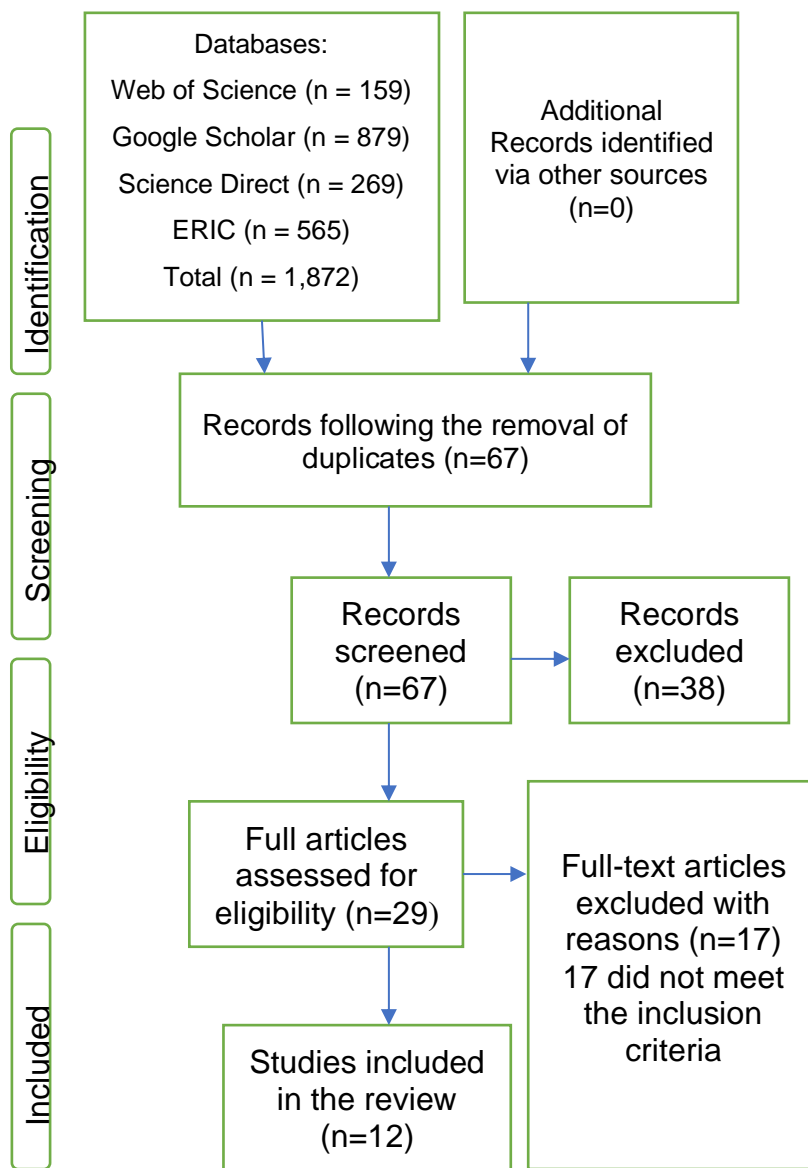 Identification
Databases:
Web of Science (n = 159)
Google Scholar (n = 879)
Science Direct (n = 269)
ERIC (n = 565)
Total (n = 1,872)
Additional
Records identified
via other sources
(n=0)
Screening
Records following the removal of
duplicates (n=67)
Records
screened
(n=67)
Records
excluded
(n=38)
Eligibility
Full articles
assessed for
eligibility (n=29)
Full-text articles
excluded with
reasons (n=17)
17 did not meet
the inclusion
criteria
Included
Studies included
in the review
(n=12)